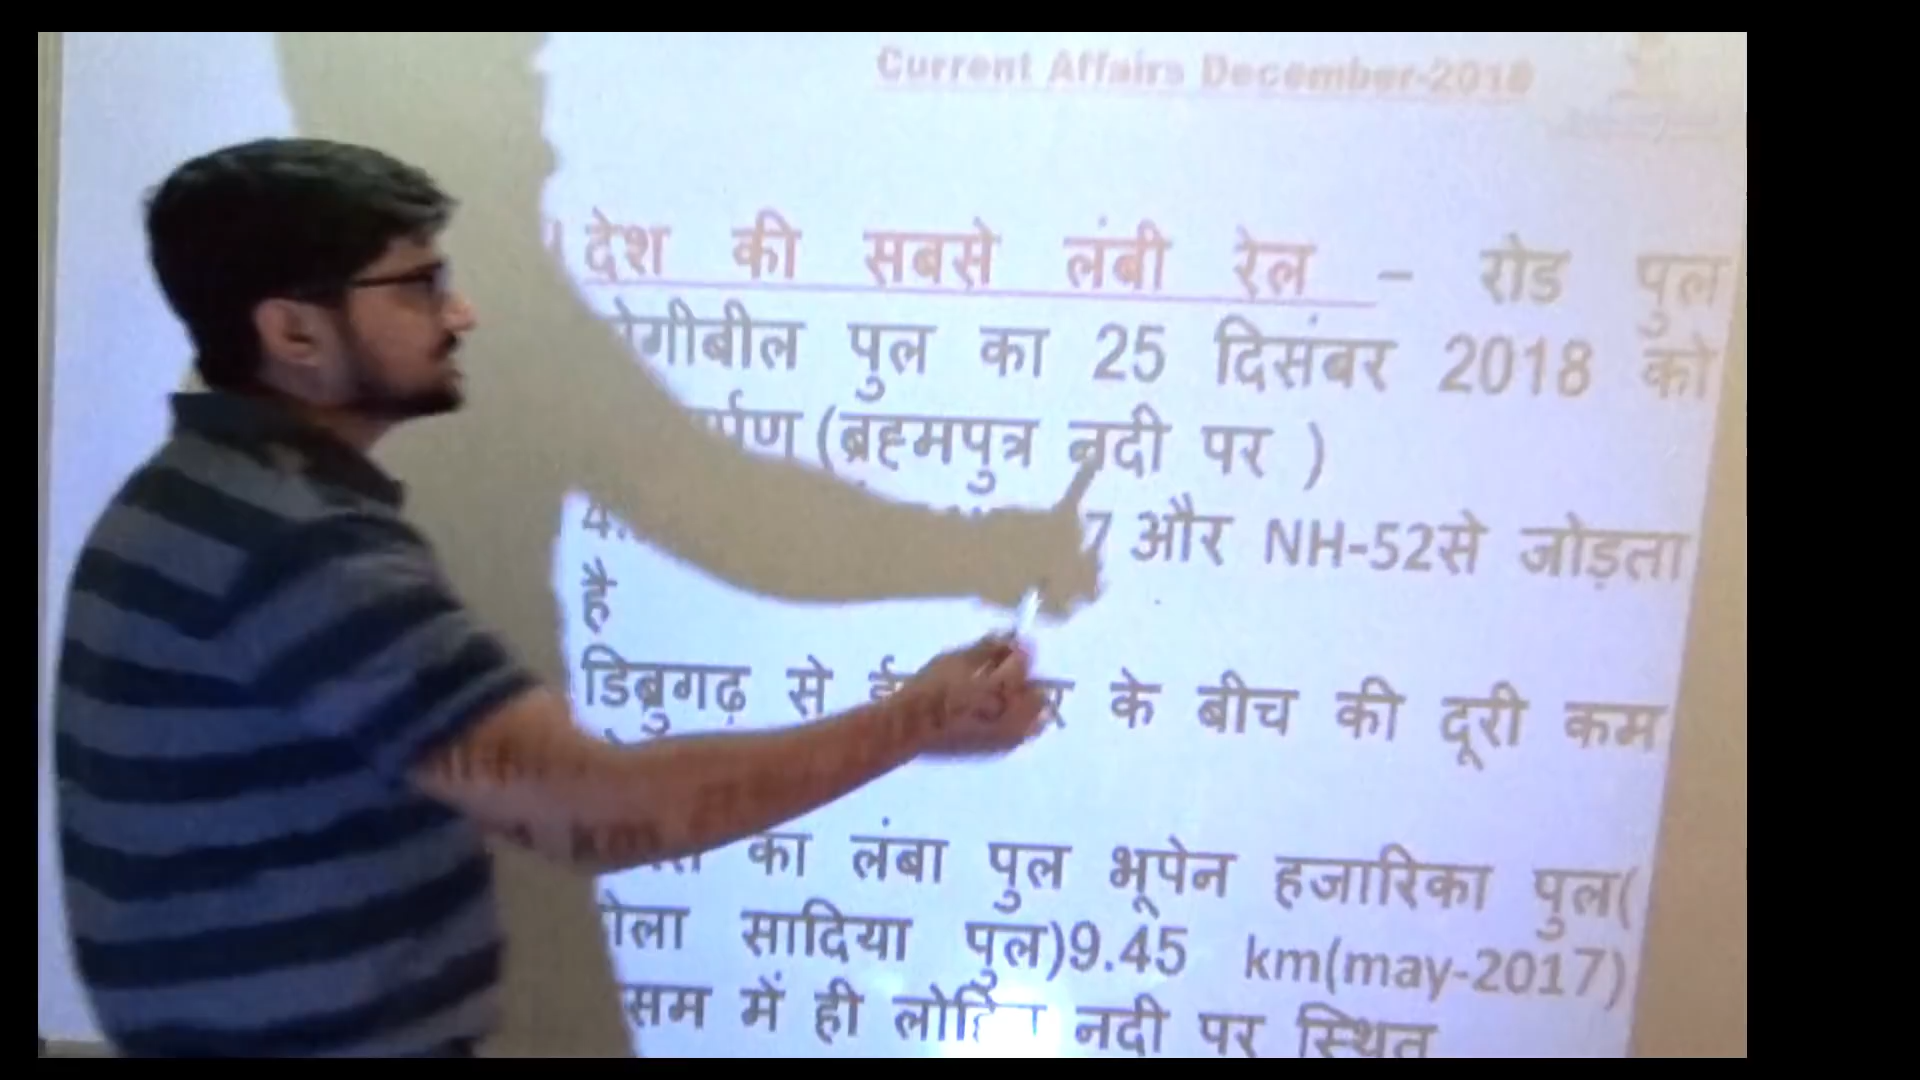 Current Affairs December-2018
देश की सबसे लंबी रेल – रोड पुल
पुल का 25 दिसंबर 2018 को
(ब्रह्मपुत्र नदी पर )
और NH-52से जोड़ता
है
डिब्रुगढ़ से के बीच की दूरी कम
km
का लंबा पुल भूपेन हजारिका पुल(
सादिया पुल)9.45 km(may-2017)
में ही नदी पर स्थित